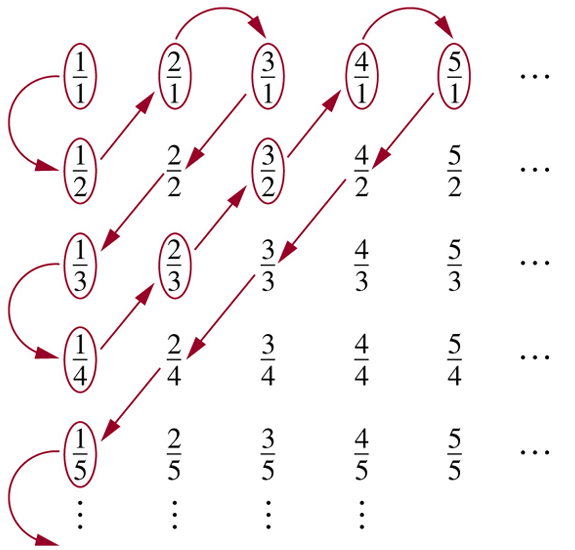 1/1 2/1 3/1 4/1 5/1 ...
1/2 2/2 3/2 4/2 5/2 ...
1/3 2/3 3/3 4/3 5/3 ...
1/4 2/4 3/4 4/4 5/4 ...
1/5 2/5 3/5 4/5 5/5 ...
⋮ ⋮ ⋮ ⋮